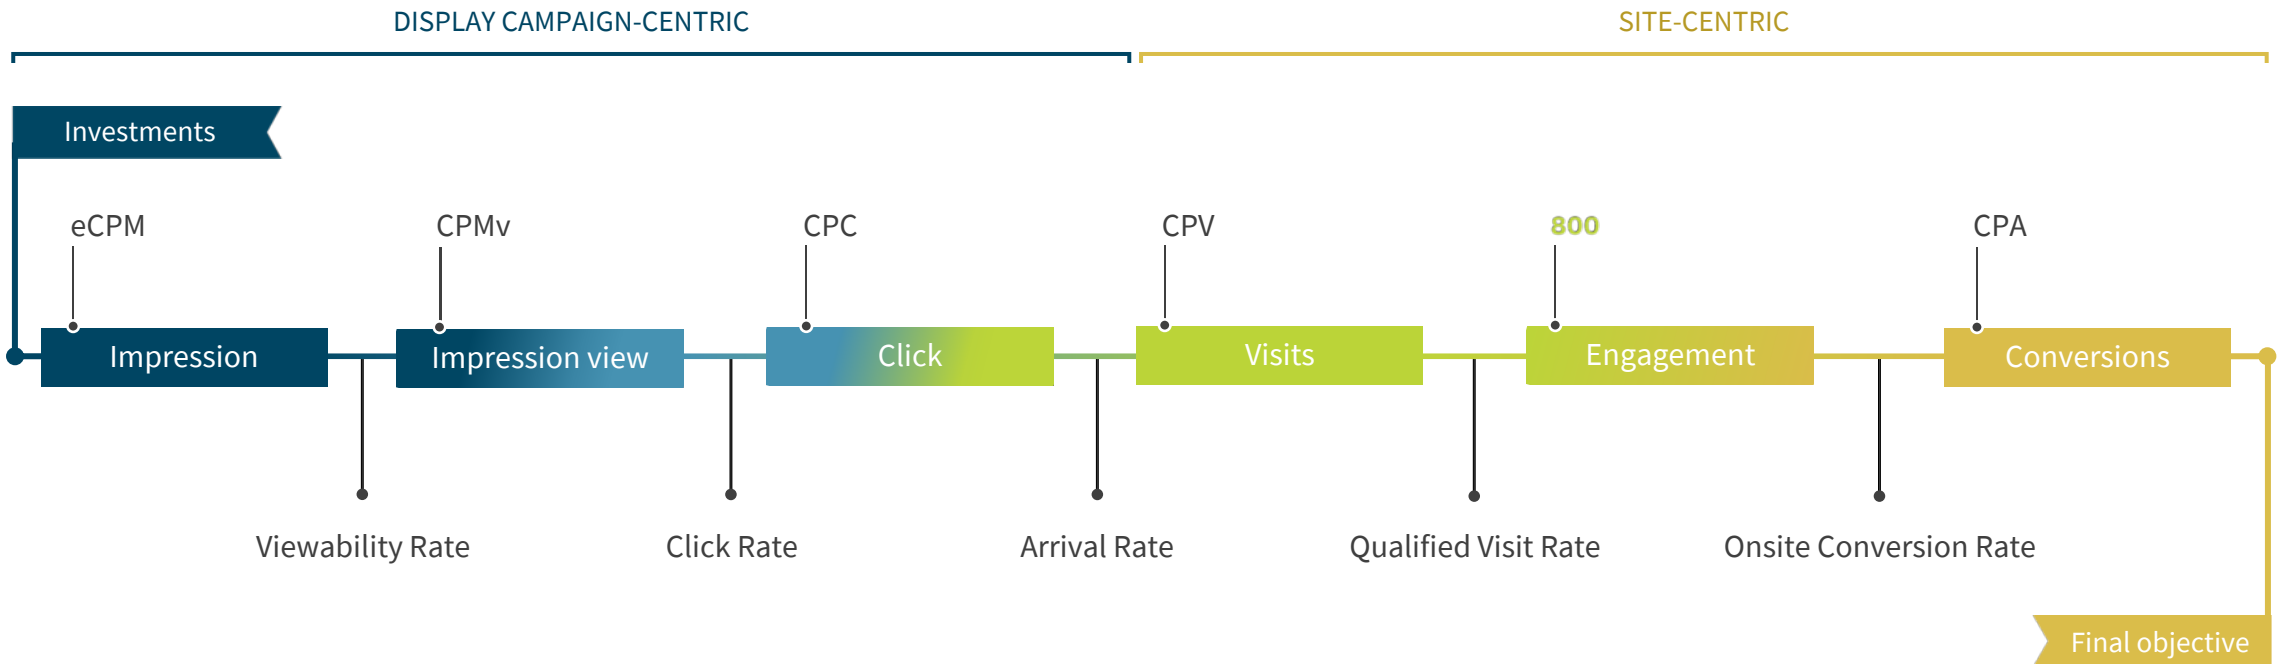 DISPLAY CAMPAIGN-CENTRIC
SITE-CENTRIC
Investments
eCPM
CPMv
CPC
CPV
800
CPA
Impression
Impression view
Click
Visits
Engagement
Conversions
Viewability Rate
Click Rate
Arrival Rate
Qualified Visit Rate
Onsite Conversion Rate
Final objective